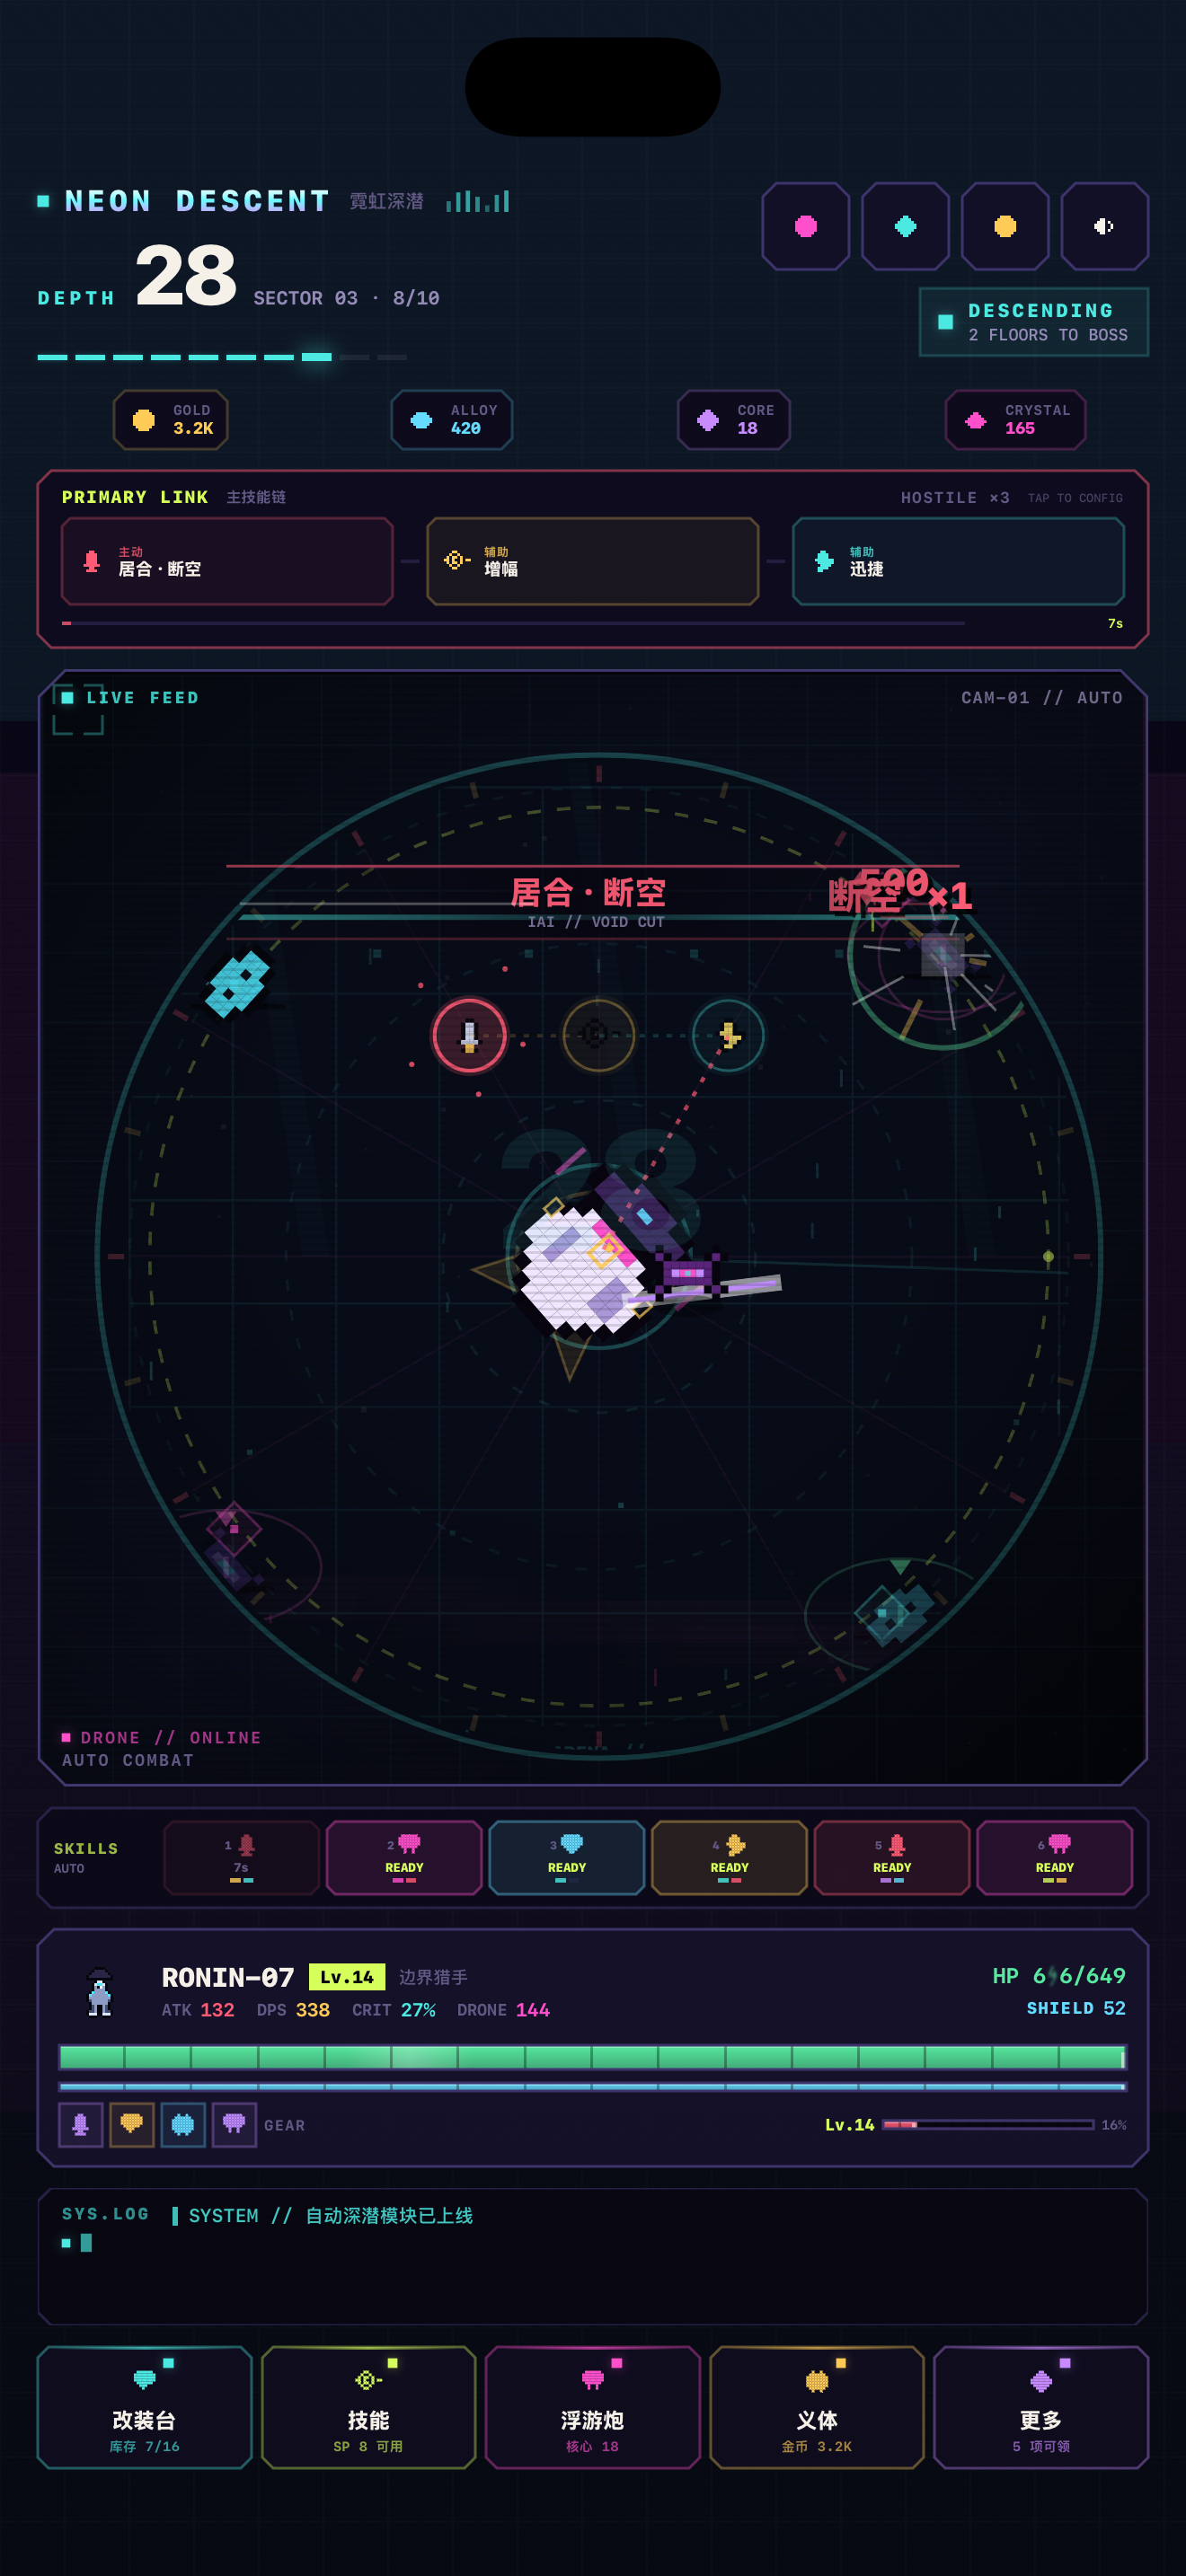 NEON DESCENT 霓虹深潜
DEPTH 28 SECTOR 03 · 8/10
DESCENDING
2 FLOORS TO BOSS
GOLD
3.2K
ALLOY
420
CORE
18
CRYSTAL
165
PRIMARY LINK 主技能链
HOSTILE ×3 TAP TO CONFIG
主动
居合·断空
辅助
增幅
辅助
迅捷
7s
LIVE FEED
CAM-01 // AUTO
居合·断空
断空×1
IAI // VOID CUT
28
DRONE // ONLINE
AUTO COMBAT
SKILLS
AUTO
1
7s
2
READY
3
READY
4
READY
5
READY
6
READY
RONIN-07 Lv.14 边界猎手
HP 6 6/649
ATK 132 DPS 338 CRIT 27% DRONE 144
SHIELD 52
GEAR
Lv.14 16%
SYS.LOG
SYSTEM // 自动深潜模块已上线
改装台
库存 7/16
技能
SP 8 可用
浮游炮
核心 18
义体
金币 3.2K
更多
5 项可领